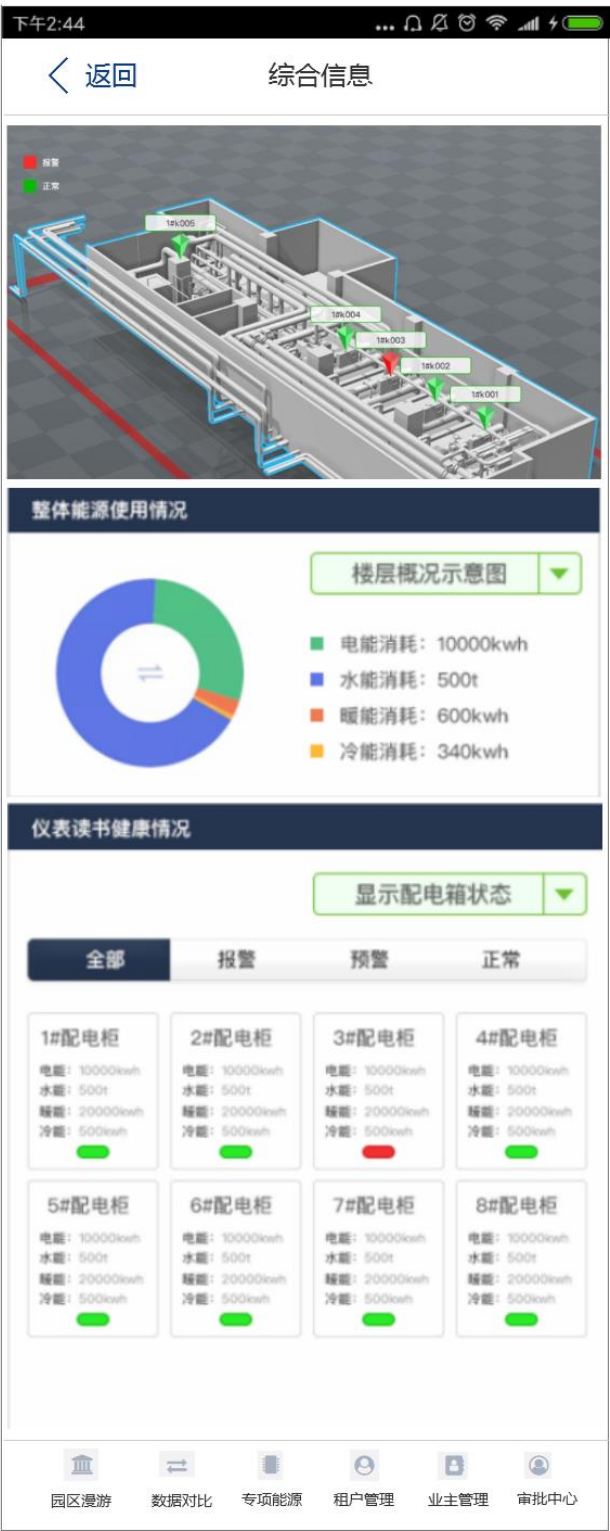 下午2:44
返回
综合信息
报警
正常
1#k005
1#k004
1#k003
1#k002
1#k001
整体能源使用情况
楼层概况示意图
电能消耗：10000kwh
水能消耗：500t
暖能消耗：600kwh
冷能消耗：340kwh
仪表读书健康情况
显示配电箱状态
全部 报警 预警 正常
1#配电柜 2#配电柜 3#配电柜 4#配电柜
电能：10000kwh 电能：10000kwh 电能：10000kwh 电能：10000kwh
水能：500t 水能：500t 水能：500t 水能：500t
暖能：20000kwh 暖能：20000kwh 暖能：20000kwh 暖能：20000kwh
冷能：500kwh 冷能：500kwh 冷能：500kwh 冷能：500kwh
5#配电柜 6#配电柜 7#配电柜 8#配电柜
电能：10000kwh 电能：10000kwh 电能：10000kwh 电能：10000kwh
水能：500t 水能：500t 水能：500t 水能：500t
暖能：20000kwh 暖能：20000kwh 暖能：20000kwh 暖能：20000kwh
冷能：500kwh 冷能：500kwh 冷能：500kwh 冷能：500kwh
园区漫游 数据对比 专项能源 租户管理 业主管理 审批中心